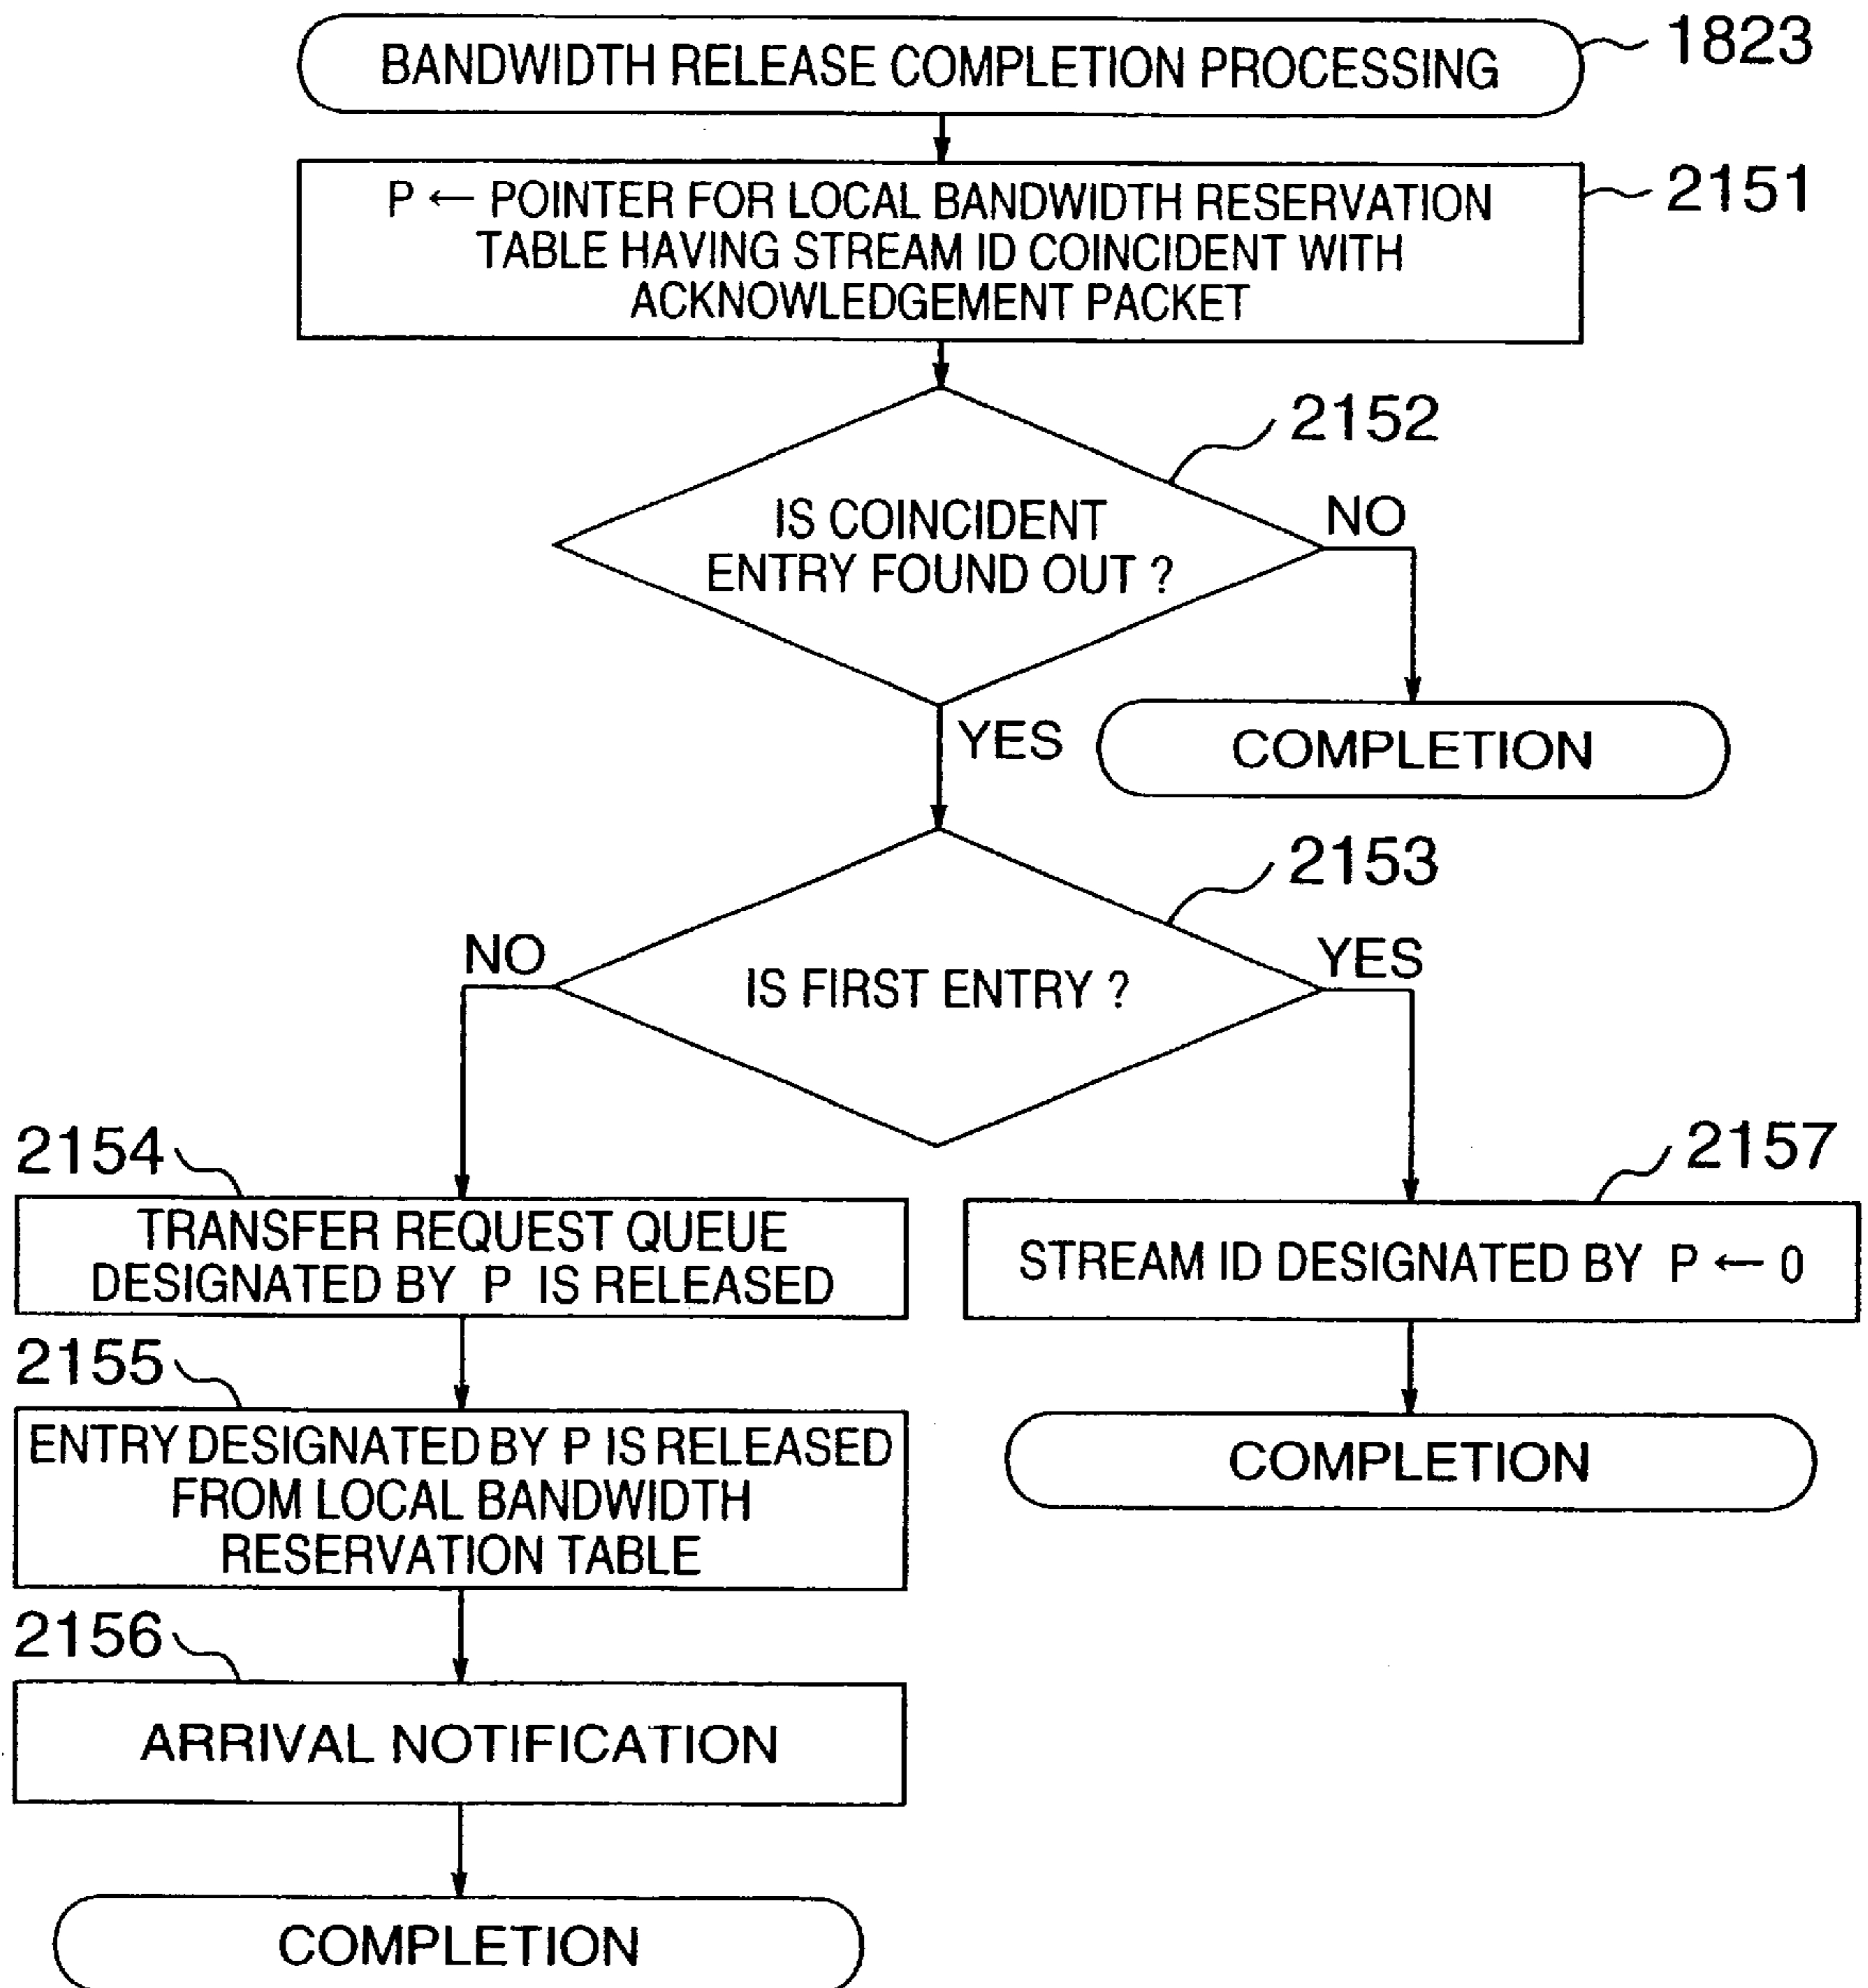 BANDWIDTH RELEASE COMPLETION PROCESSING
1823
P ← POINTER FOR LOCAL BANDWIDTH RESERVATION
TABLE HAVING STREAM ID COINCIDENT WITH
ACKNOWLEDGEMENT PACKET
2151
2152
IS COINCIDENT
ENTRY FOUND OUT ?
NO
YES
COMPLETION
2153
IS FIRST ENTRY ?
NO
YES
2154
TRANSFER REQUEST QUEUE
DESIGNATED BY P IS RELEASED
2157
STREAM ID DESIGNATED BY P ← 0
2155
ENTRY DESIGNATED BY P IS RELEASED
FROM LOCAL BANDWIDTH
RESERVATION TABLE
COMPLETION
2156
ARRIVAL NOTIFICATION
COMPLETION